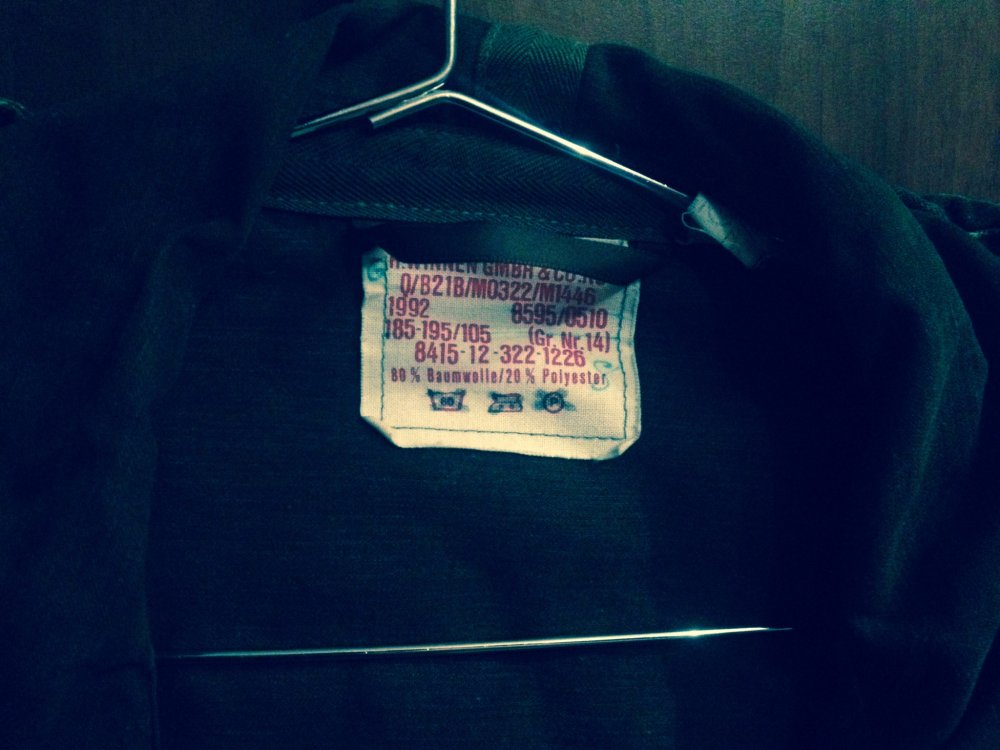 GMBH & CO.
Q/B21B/M0322/M1446
1992 8595/0510
185-195/105 (Gr. Nr. 14)
8415-12-322-1226
80 % Baumwolle/20 % Polyester
P